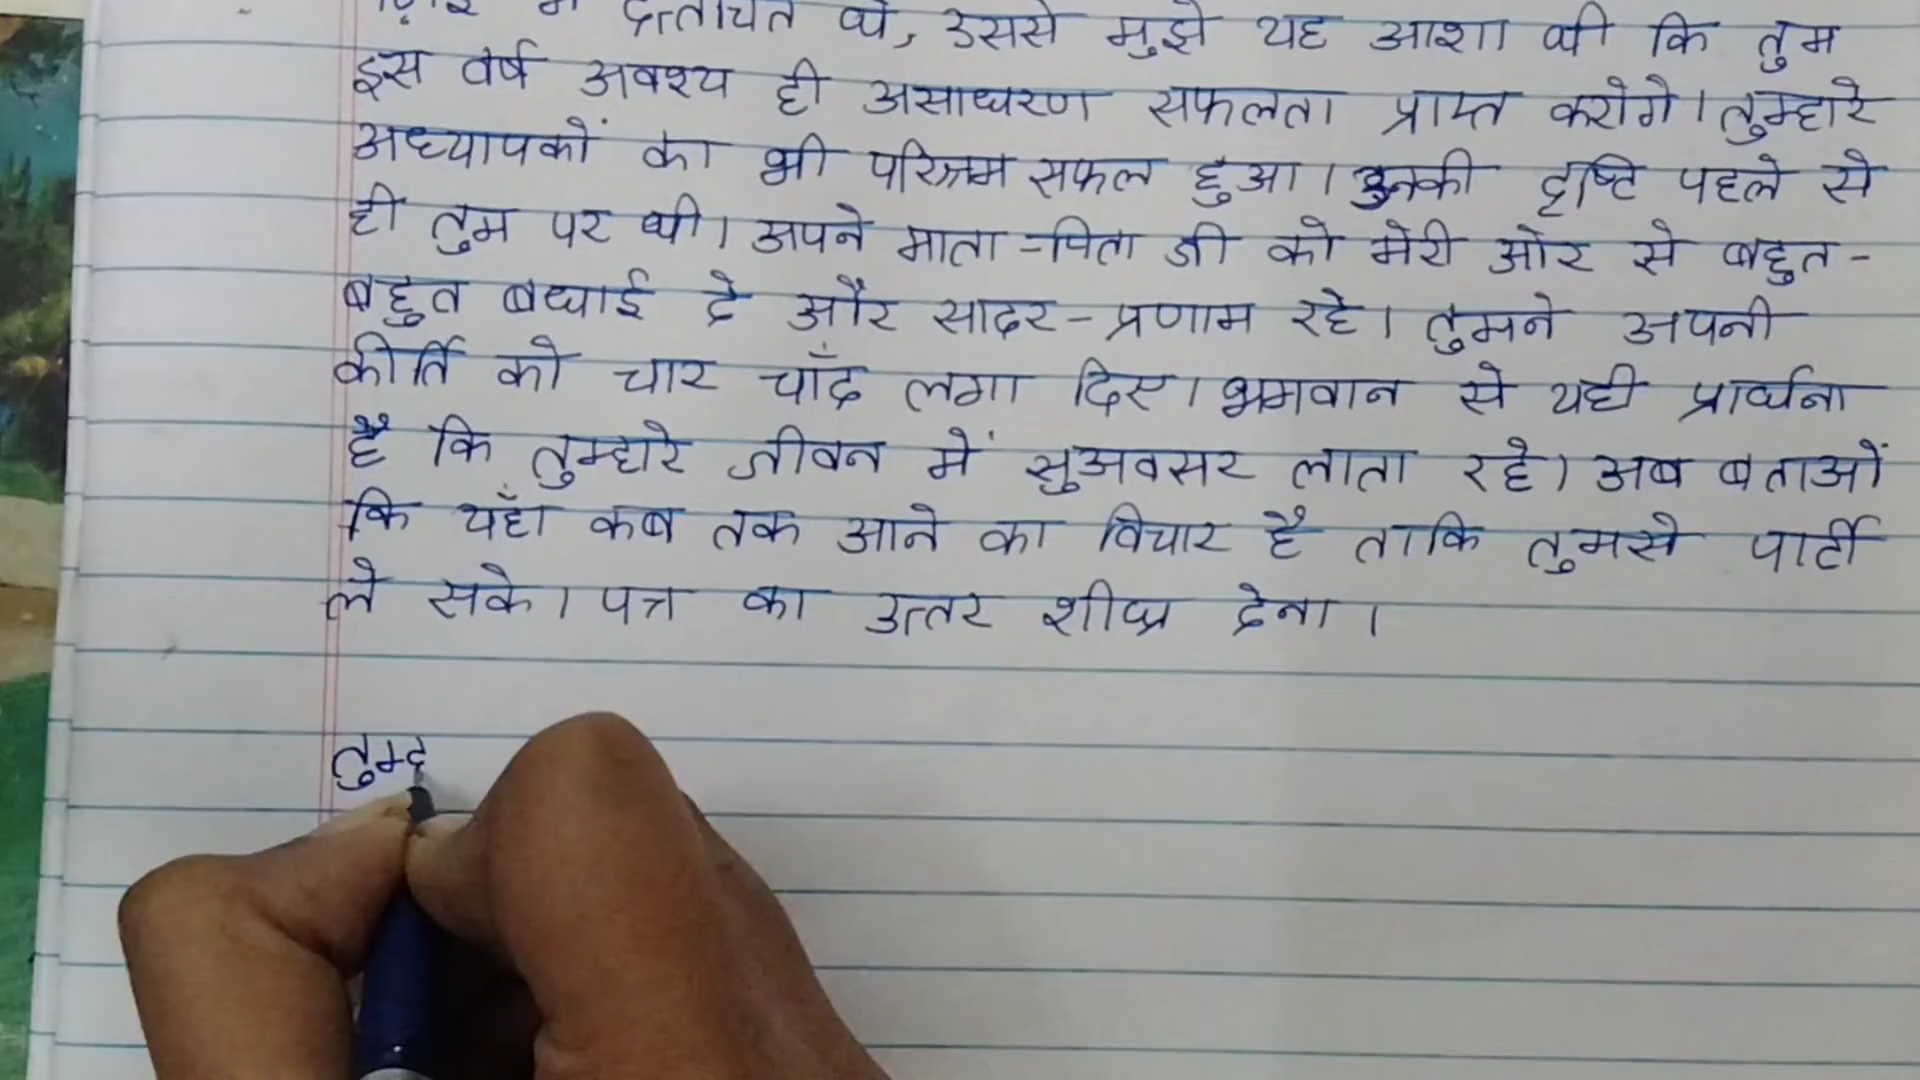 में दत्तचित थे, उससे मुझे यह आशा थी कि तुम
इस वर्ष अवश्य ही असाधरण सफलता प्राप्त करोगे। तुम्हारे
अध्यापकों का भी परिश्रम सफल हुआ। उनकी दृष्टि पहले से
ही तुम पर थी। अपने माता-पिता जी को मेरी ओर से बहुत-
बहुत बधाई दे और सादर-प्रणाम रहे। तुमने अपनी
कीर्ति को चार चाँद लगा दिए। भगवान से यही प्रार्थना
है कि तुम्हारे जीवन में सुअवसर लाता रहे। अब बताओं
कि यहाँ कब तक आने का विचार है ताकि तुमसे पार्टी
ले सके। पत्र का उत्तर शीघ्र देना।